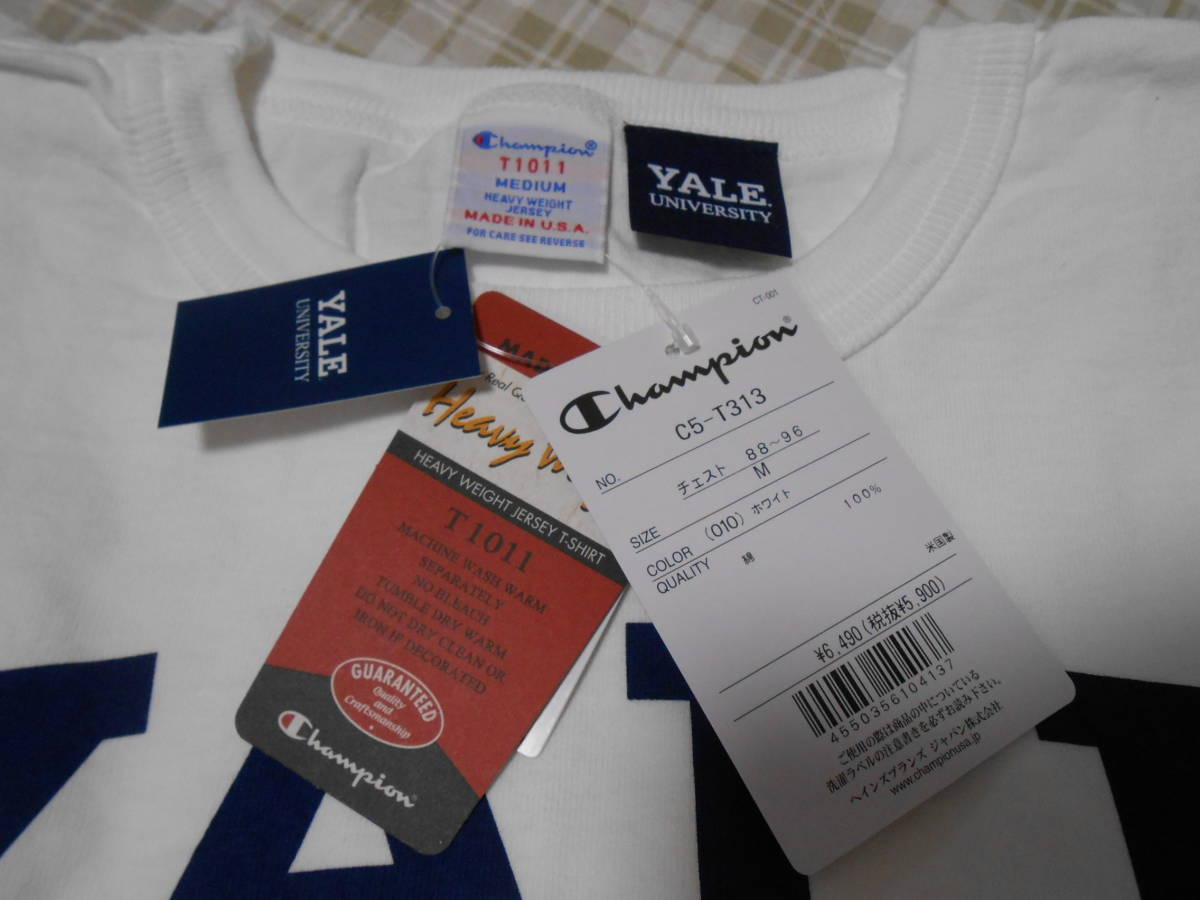 Champion®
T1011
MEDIUM
HEAVY WEIGHT
JERSEY
MADE IN U.S.A.
FOR CARE SEE REVERSE
YALE.
UNIVERSITY
YALE.
UNIVERSITY
Real
Heavy
HEAVY WEIGHT JERSEY T-SHIRT
T1011
MACHINE WASH WARM
SEPARATELY
NO BLEACH
TUMBLE DRY WARM
DO NOT DRY CLEAN OR
IRON IF DECORATED
GUARANTEED
Quality
and
Craftsmanship
Champion
CT-001
Champion®
NO. C5-T313
チェスト 88~96
SIZE M
COLOR (010) ホワイト
QUALITY 綿 100%
米国製
¥6,490(税抜¥5,900)
4550356104137
ご使用の際は商品の中についている
洗濯ラベルの注意書きを必ずお読み下さい。
ヘインズブランズ ジャパン株式会社
www.championusa.jp
YAL